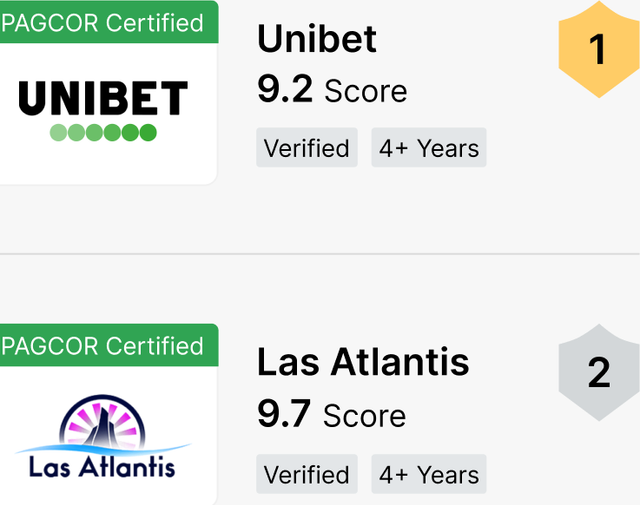 PAGCOR Certified
UNIBET
Unibet
9.2 Score
Verified 4+ Years
1
PAGCOR Certified
Las Atlantis
Las Atlantis
9.7 Score
Verified 4+ Years
2